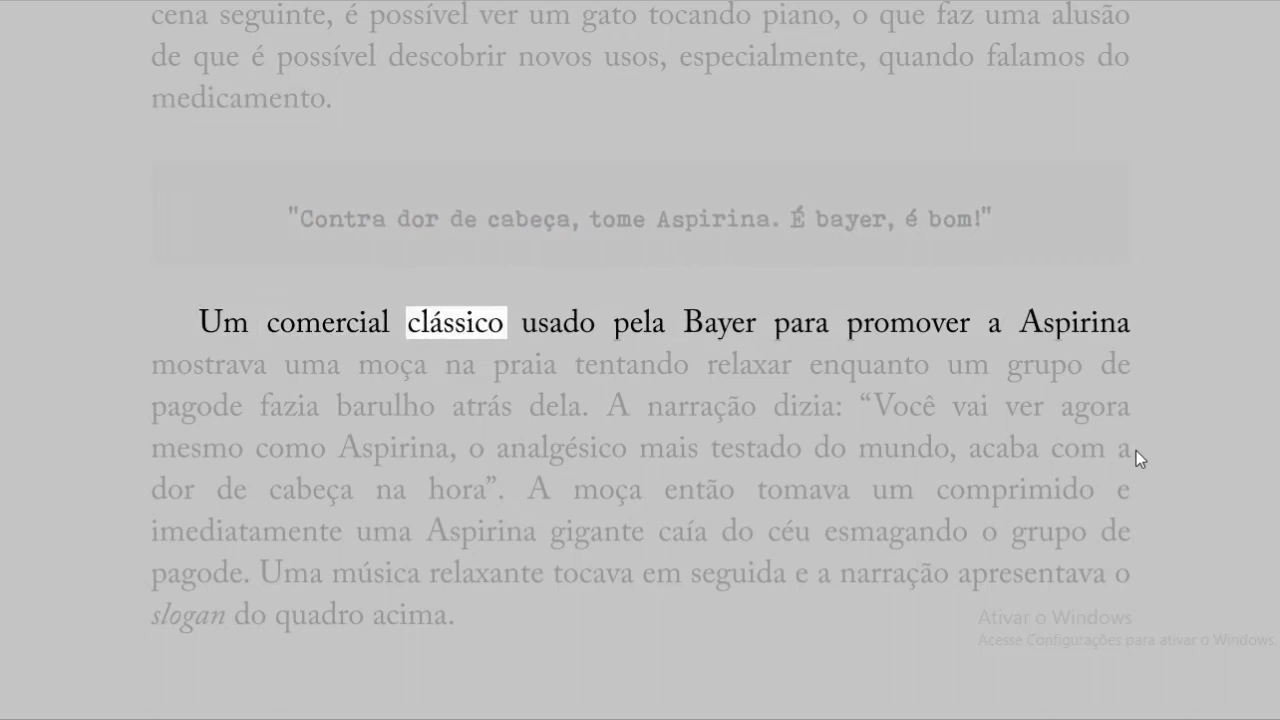 cena seguinte, é possível ver um gato tocando piano, o que faz uma alusão
de que é possível descobrir novos usos, especialmente, quando falamos do
medicamento.
"Contra dor de cabeça, tome Aspirina. É bayer, é bom!"
Um comercial clássico usado pela Bayer para promover a Aspirina
mostrava uma moça na praia tentando relaxar enquanto um grupo de
pagode fazia barulho atrás dela. A narração dizia: “Você vai ver agora
mesmo como Aspirina, o analgésico mais testado do mundo, acaba com a
dor de cabeça na hora”. A moça então tomava um comprimido e
imediatamente uma Aspirina gigante caía do céu esmagando o grupo de
pagode. Uma música relaxante tocava em seguida e a narração apresentava o
slogan do quadro acima.
Ativar o Windows
Acesse Configurações para ativar o Windows.